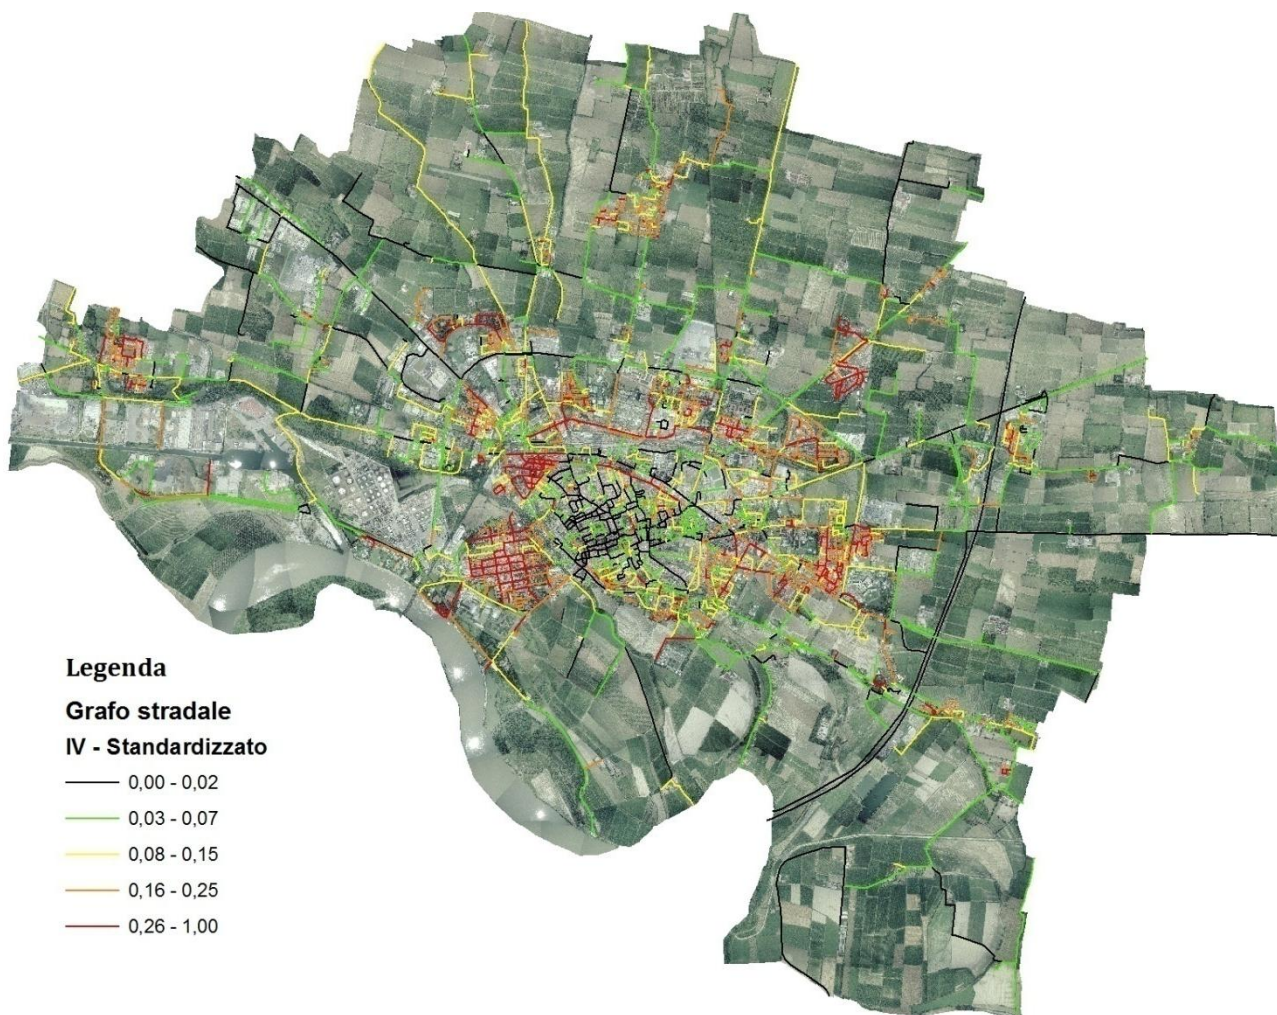 Legenda
Grafo stradale
IV - Standardizzato
0,00 - 0,02
0,03 - 0,07
0,08 - 0,15
0,16 - 0,25
0,26 - 1,00